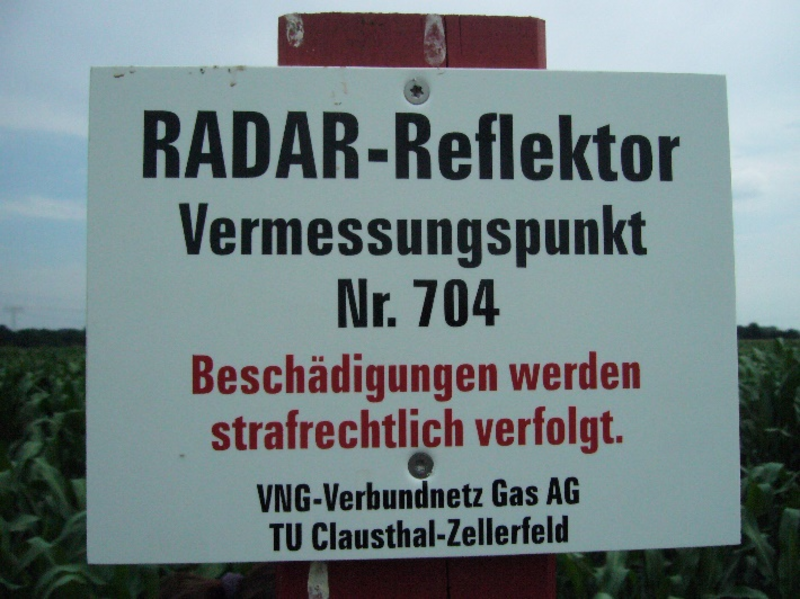 RADAR-Reflektor
Vermessungspunkt
Nr. 704
Beschädigungen werden
strafrechtlich verfolgt.
VNG-Verbundnetz Gas AG
TU Clausthal-Zellerfeld